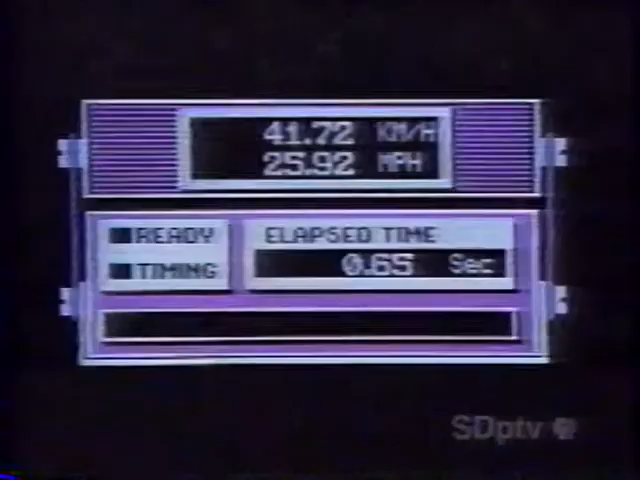 41.72 KM/H
25.92 MPH
READY
TIMING
ELAPSED TIME
0.65 Sec
SDptv